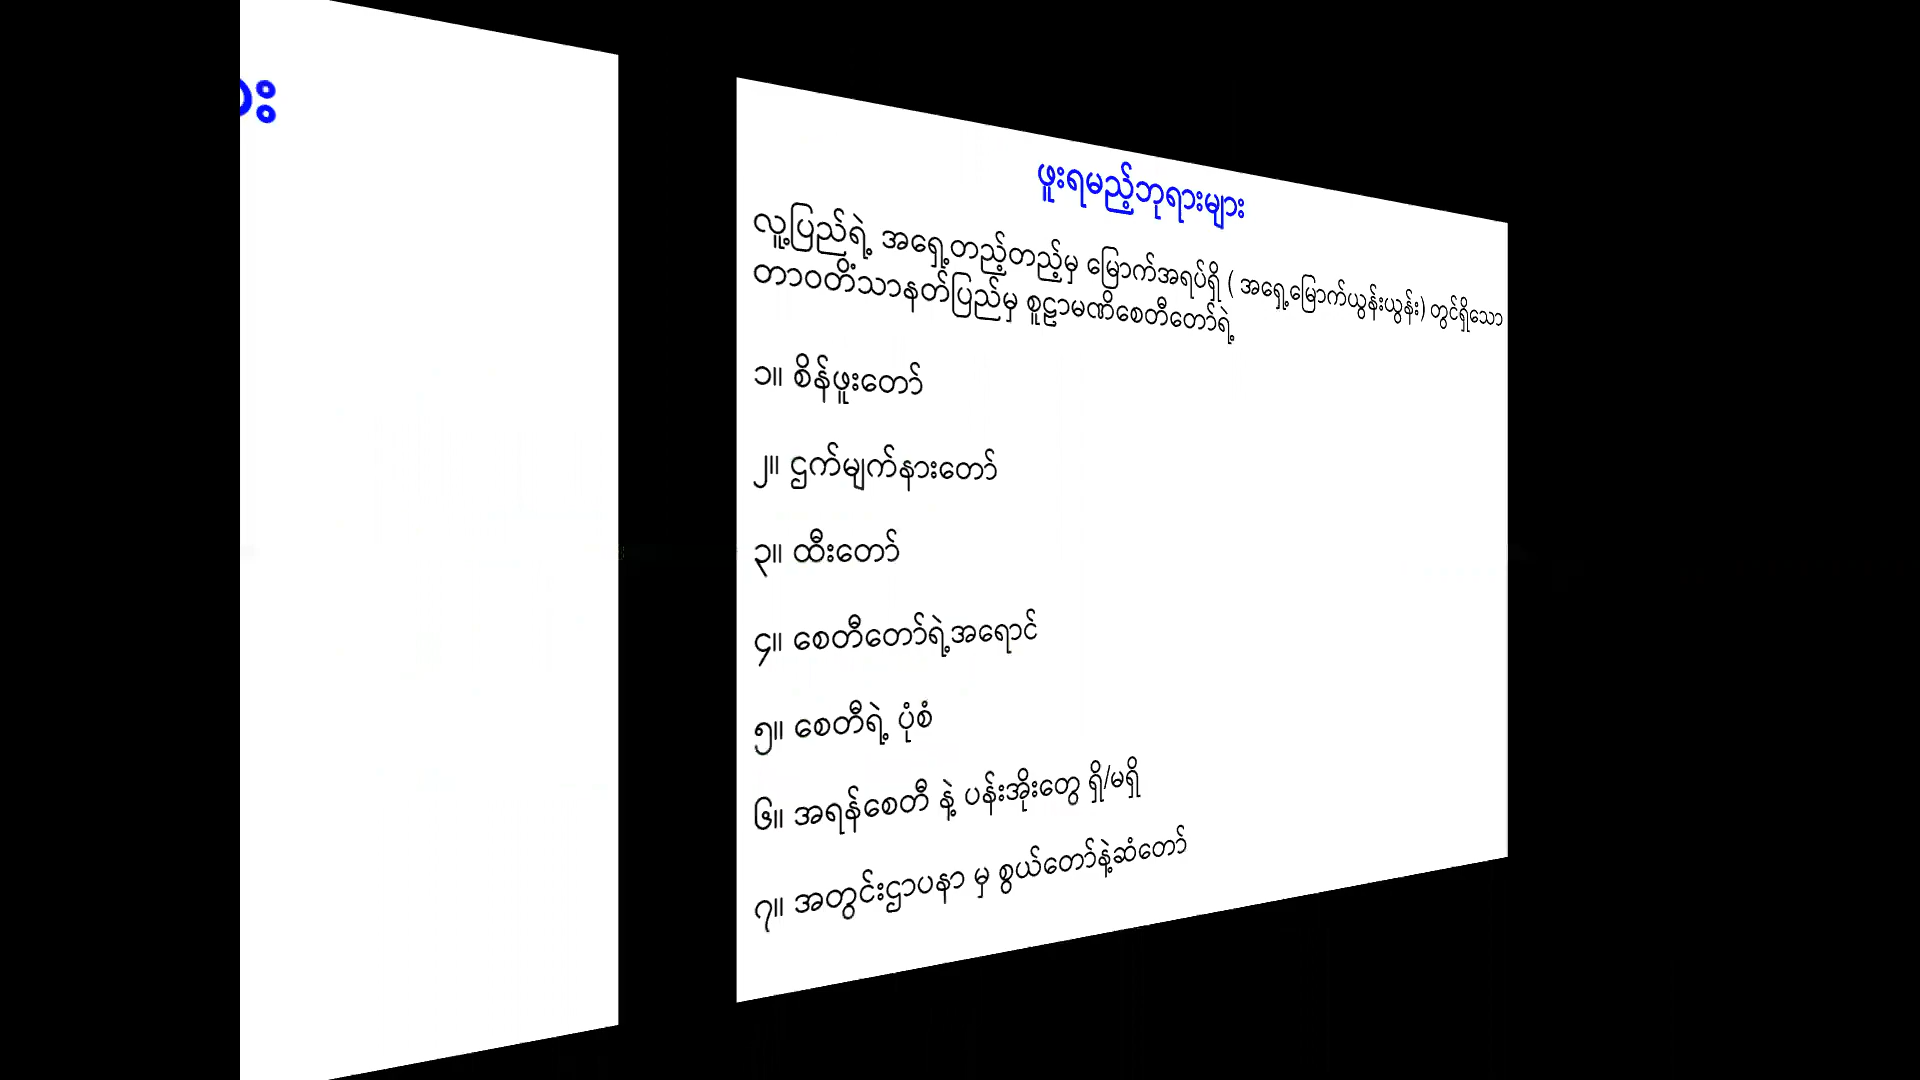 ဖူးရမည့်ဘုရားများ
လူ့ပြည်ရဲ့ အရှေ့တည့်တည့်မှ မြောက်အရပ်ရှိ ( အရှေ့မြောက်ယွန်းယွန်း) တွင်ရှိသော
တာဝတိံသာနတ်ပြည်မှ စူဠာမဏိစေတီတော်ရဲ့
၁။ စိန်ဖူးတော်
၂။ ငှက်မျက်နားတော်
၃။ ထီးတော်
၄။ စေတီတော်ရဲ့အရောင်
၅။ စေတီရဲ့ ပုံစံ
၆။ အရန်စေတီ နဲ့ ပန်းအိုးတွေ ရှိ/မရှိ
၇။ အတွင်းဌာပနာ မှ စွယ်တော်နဲ့ဆံတော်